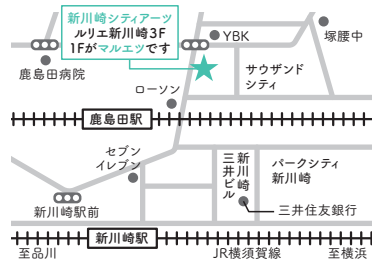 新川崎シティアーツ
ルリエ新川崎3F
1Fがマルエツです
YBK
塚腰中
鹿島田病院
サウザンド
シティ
ローソン
鹿島田駅
セブン
イレブン
新川崎
三井ビル
パークシティ
新川崎
三井住友銀行
新川崎駅前
新川崎駅
至品川
JR横須賀線
至横浜